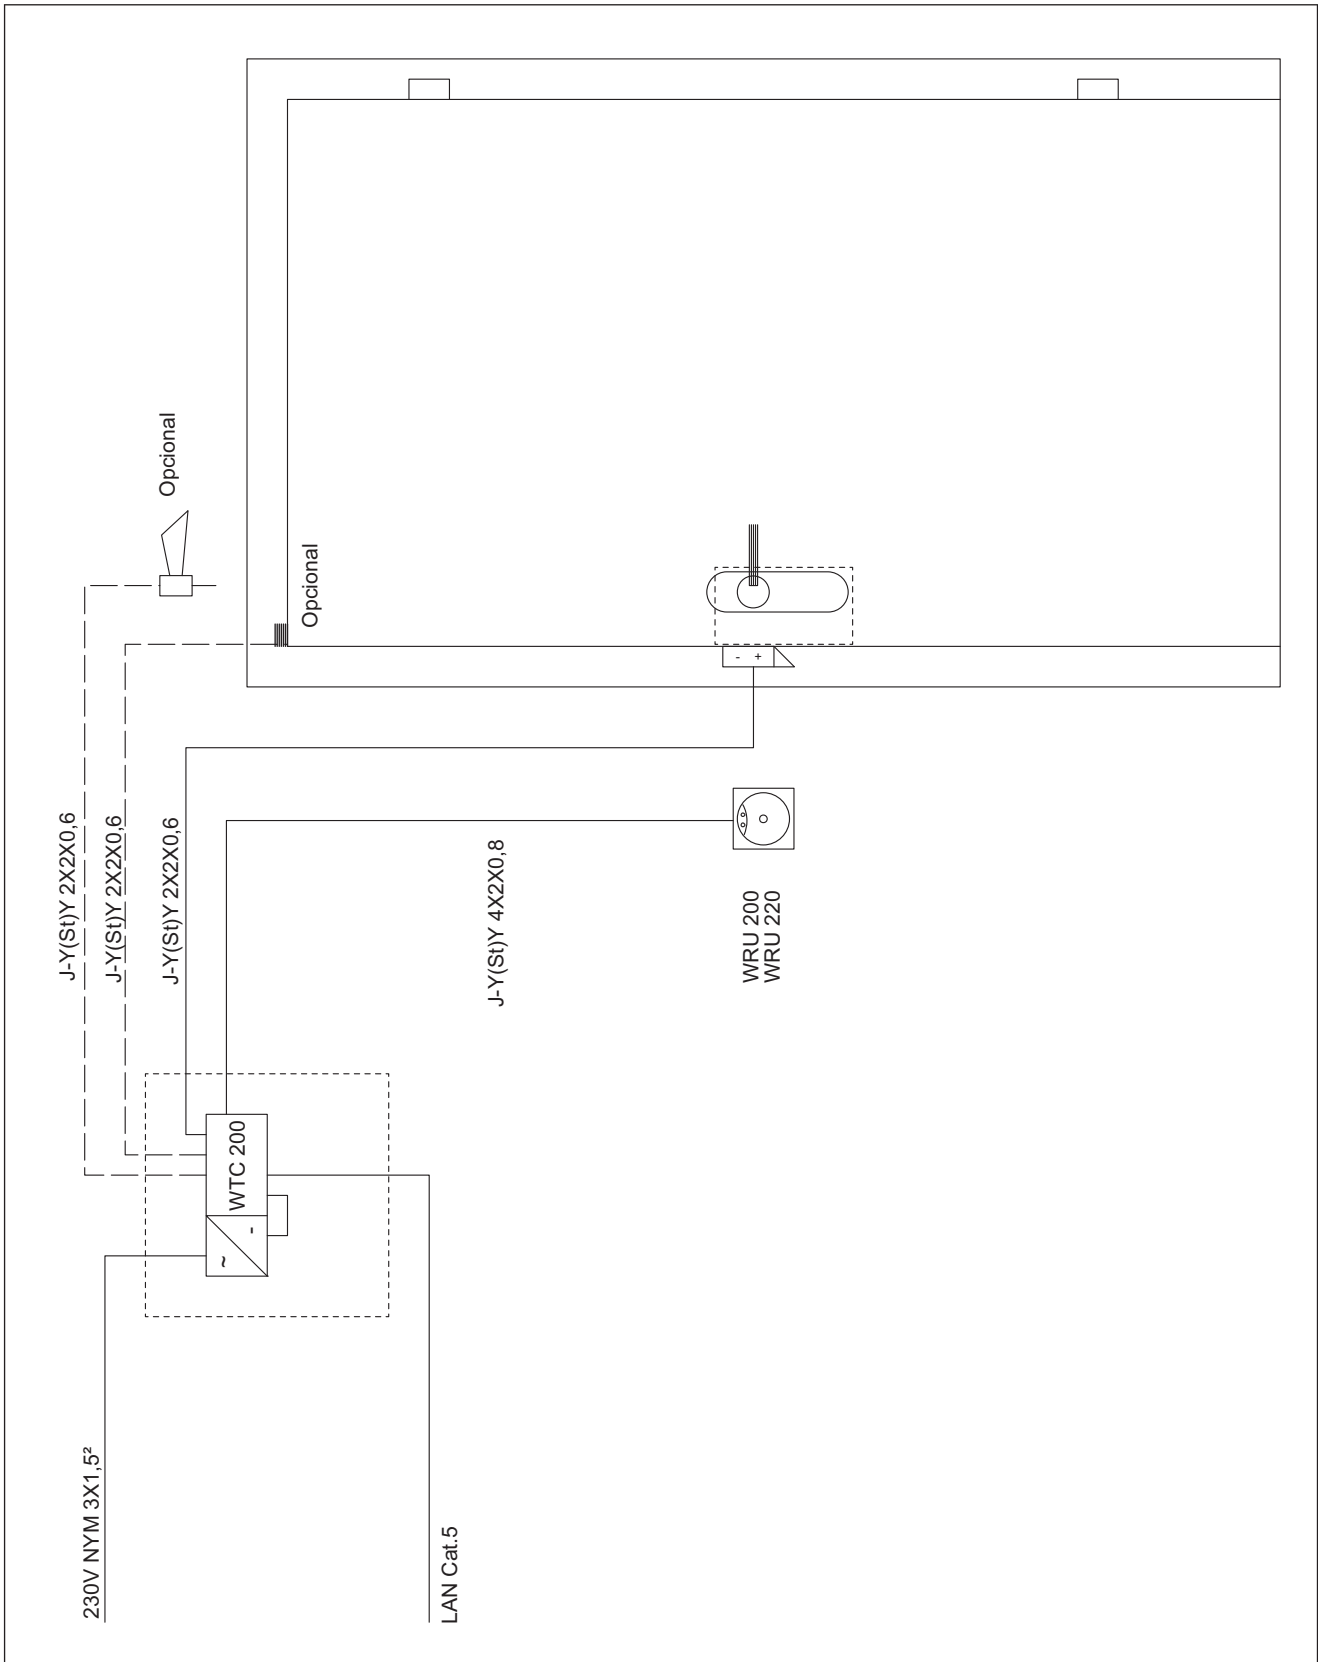 Opcional
Opcional
J-Y(St)Y 2X2X0,6
J-Y(St)Y 2X2X0,6
J-Y(St)Y 2X2X0,6
J-Y(St)Y 4X2X0,8
- +
WRU 200
WRU 220
WTC 200
~ -
230V NYM 3X1,5²
LAN Cat.5